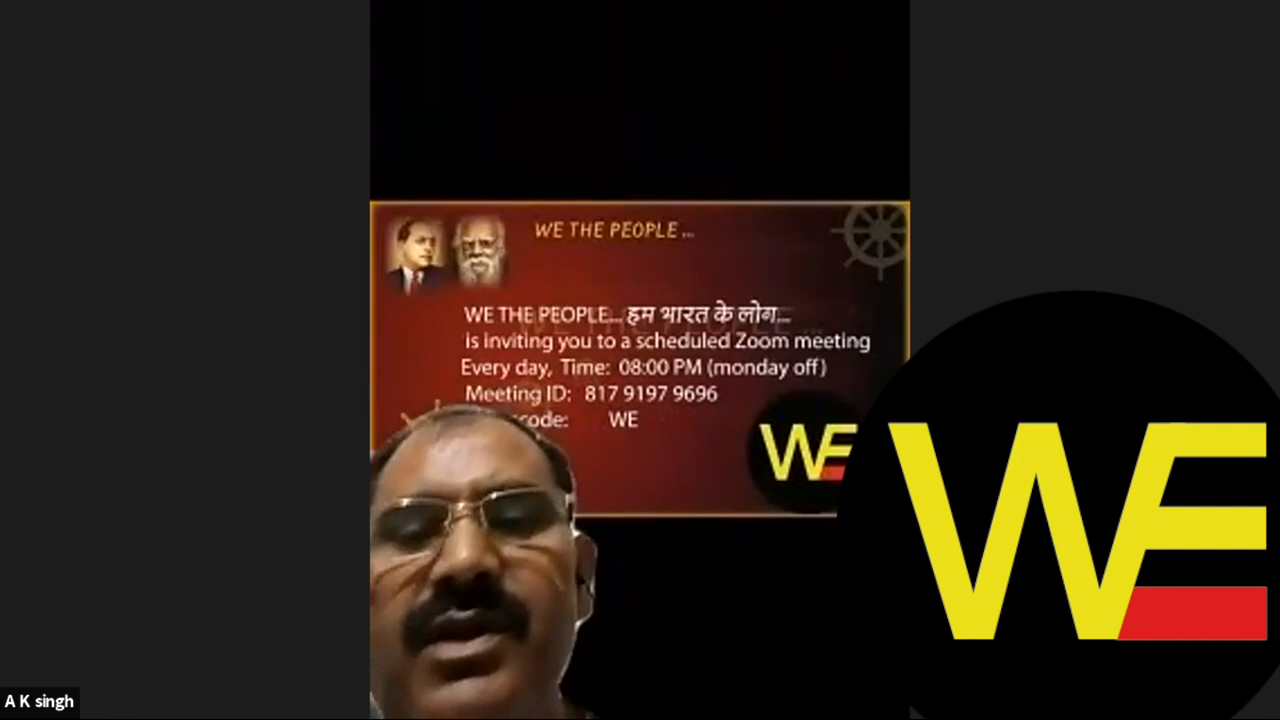 WE THE PEOPLE ...
WE THE PEOPLE... हम भारत के लोग...
is inviting you to a scheduled Zoom meeting
Every day, Time: 08:00 PM (monday off)
Meeting ID: 817 9197 9696
code: WE
WE
WE
A K singh